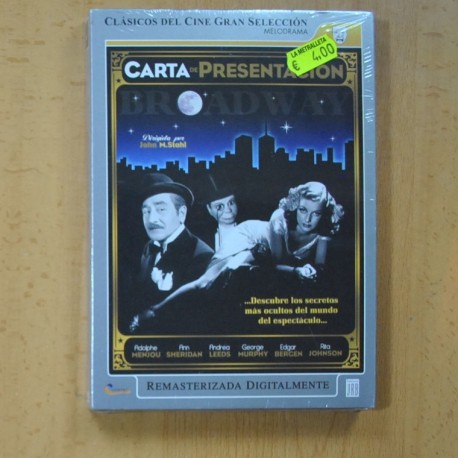 CLÁSICOS DEL CINE GRAN SELECCIÓN
MELODRAMA
LA METRALLETA
€ 4,00
CARTA DE PRESENTACIÓN
BROADWAY
Dirigida por
John M. Stahl
...Descubre los secretos
más ocultos del mundo
del espectáculo...
Adolphe MENJOU
Ann SHERIDAN
Andrea LEEDS
George MURPHY
Edgar BERGEN
Rita JOHNSON
REMASTERIZADA DIGITALMENTE